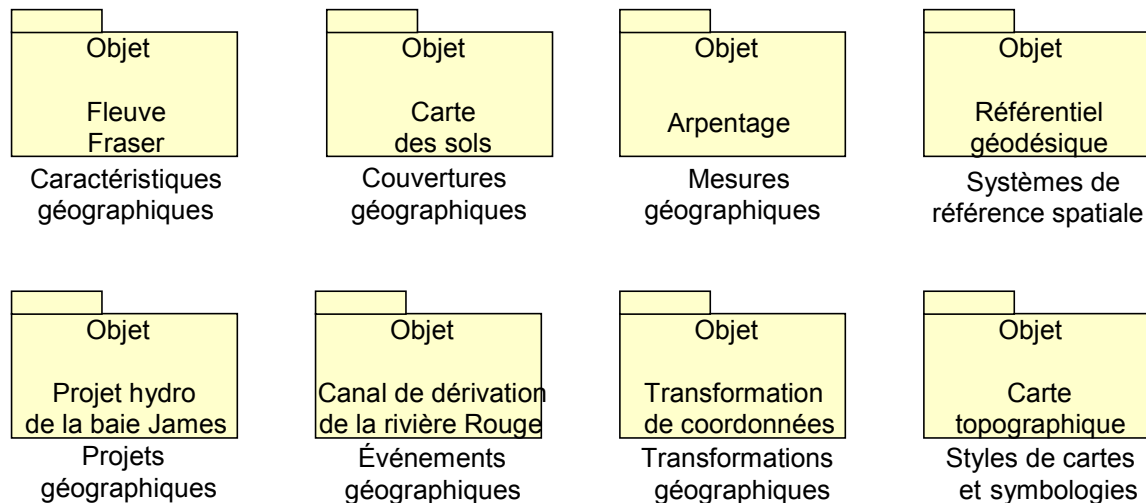 Objet
Fleuve
Fraser
Caractéristiques
géographiques
Objet
Carte
des sols
Couvertures
géographiques
Objet
Arpentage
Mesures
géographiques
Objet
Référentiel
géodésique
Systèmes de
référence spatiale
Objet
Projet hydro
de la baie James
Projets
géographiques
Objet
Canal de dérivation
de la rivière Rouge
Événements
géographiques
Objet
Transformation
de coordonnées
Transformations
géographiques
Objet
Carte
topographique
Styles de cartes
et symbologies